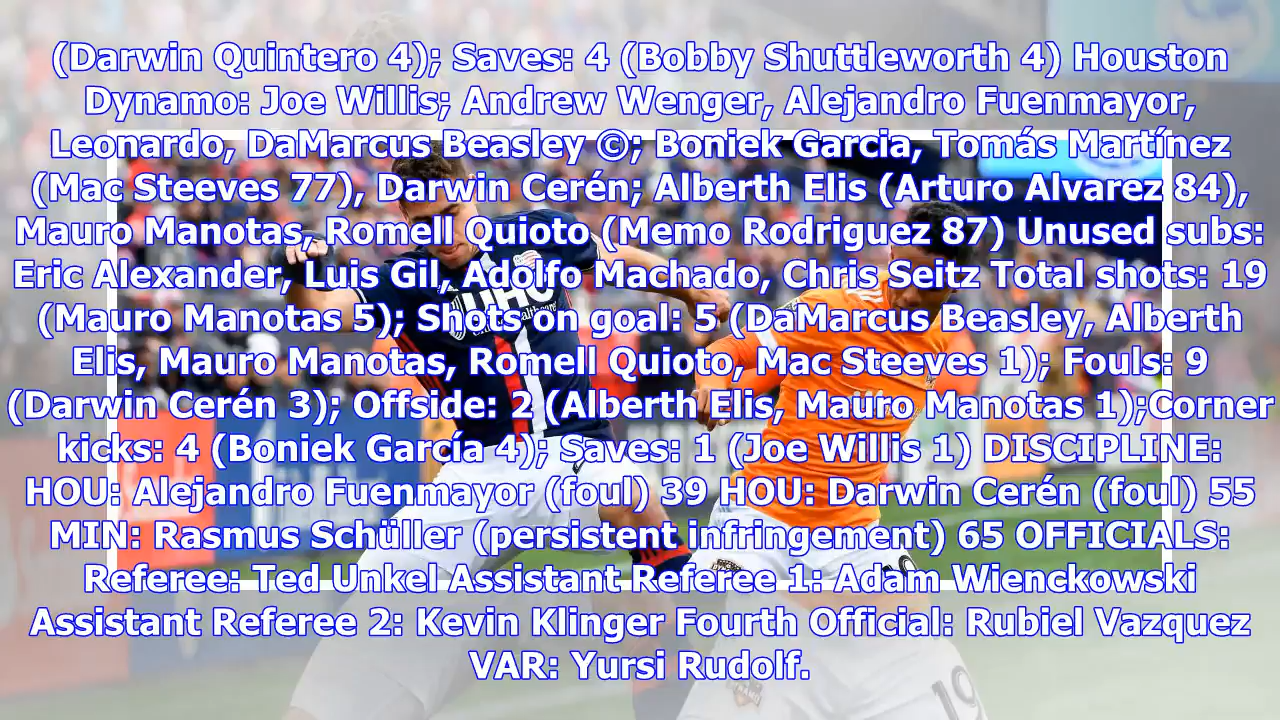 (Darwin Quintero 4); Saves: 4 (Bobby Shuttleworth 4) Houston
Dynamo: Joe Willis; Andrew Wenger, Alejandro Fuenmayor,
Leonardo, DaMarcus Beasley ©; Boniek Garcia, Tomás Martínez
(Mac Steeves 77), Darwin Cerén; Alberth Elis (Arturo Alvarez 84),
Mauro Manotas, Romell Quioto (Memo Rodriguez 87) Unused subs:
Eric Alexander, Luis Gil, Adolfo Machado, Chris Seitz Total shots: 19
(Mauro Manotas 5); Shots on goal: 5 (DaMarcus Beasley, Alberth
Elis, Mauro Manotas, Romell Quioto, Mac Steeves 1); Fouls: 9
(Darwin Cerén 3); Offside: 2 (Alberth Elis, Mauro Manotas 1);Corner
kicks: 4 (Boniek García 4); Saves: 1 (Joe Willis 1) DISCIPLINE:
HOU: Alejandro Fuenmayor (foul) 39 HOU: Darwin Cerén (foul) 55
MIN: Rasmus Schüller (persistent infringement) 65 OFFICIALS:
Referee: Ted Unkel Assistant Referee 1: Adam Wienckowski
Assistant Referee 2: Kevin Klinger Fourth Official: Rubiel Vazquez
VAR: Yursi Rudolf.